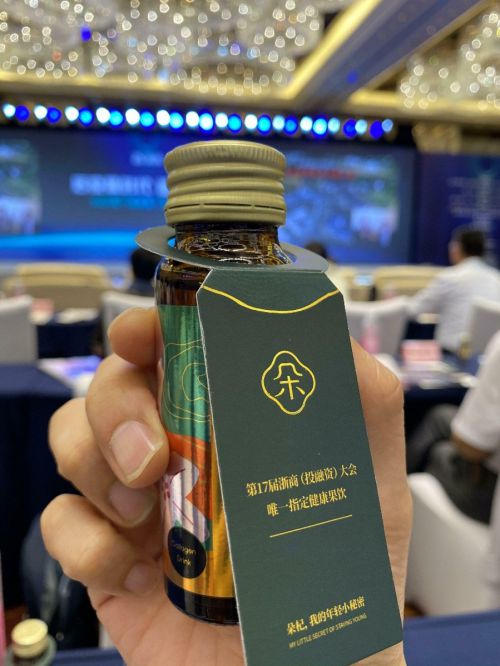 朵
第17届浙商（投融资）大会
唯一指定健康果饮
朵杞,我的年轻小秘密
MY LITTLE SECRET OF STAYING YOUNG
Collagen
Drink